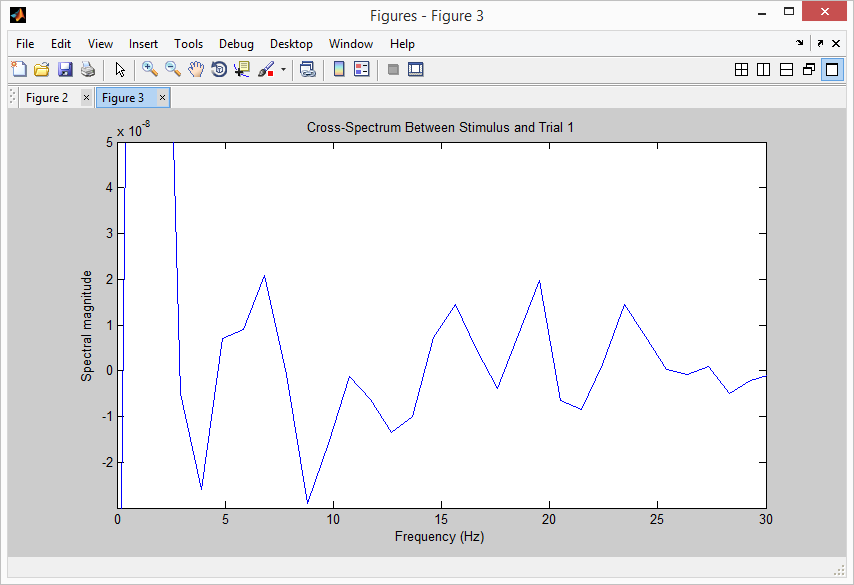 Figures - Figure 3
File Edit View Insert Tools Debug Desktop Window Help
Figure 2 Figure 3
Cross-Spectrum Between Stimulus and Trial 1
x 10^-8
5
4
3
2
1
0
-1
-2
Spectral magnitude
0 5 10 15 20 25 30
Frequency (Hz)